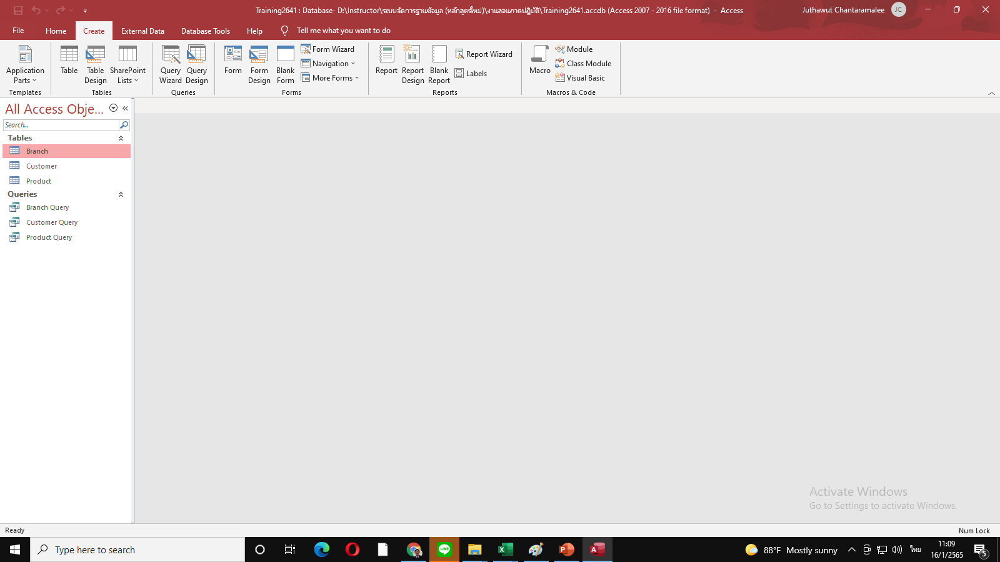 Training2641 : Database- D:\Instructor\ระบบจัดการฐานข้อมูล (หลักสูตรใหม่)\งานสอนภาคปฏิบัติ\Training2641.accdb (Access 2007 - 2016 file format) - Access
Juthawut Chantaramalee
JC
File
Home
Create
External Data
Database Tools
Help
Tell me what you want to do
Application Parts
Table
Table Design
SharePoint Lists
Query Wizard
Query Design
Form
Form Design
Blank Form
Form Wizard
Navigation
More Forms
Report
Report Design
Blank Report
Report Wizard
Labels
Macro
Module
Class Module
Visual Basic
Templates
Tables
Queries
Forms
Reports
Macros & Code
All Access Obje...
Search...
Tables
Branch
Customer
Product
Queries
Branch Query
Customer Query
Product Query
Activate Windows
Go to Settings to activate Windows.
Ready
Num Lock
Type here to search
LINE
88°F Mostly sunny
ไทย
11:09
16/1/2565
5